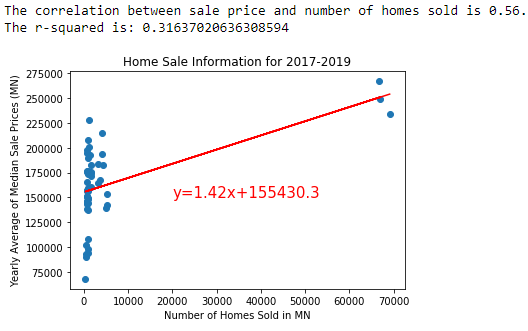 The correlation between sale price and number of homes sold is 0.56.
The r-squared is: 0.31637020636308594
Home Sale Information for 2017-2019
Yearly Average of Median Sale Prices (MN)
275000
250000
225000
200000
175000
150000
125000
100000
75000
y=1.42x+155430.3
0 10000 20000 30000 40000 50000 60000 70000
Number of Homes Sold in MN